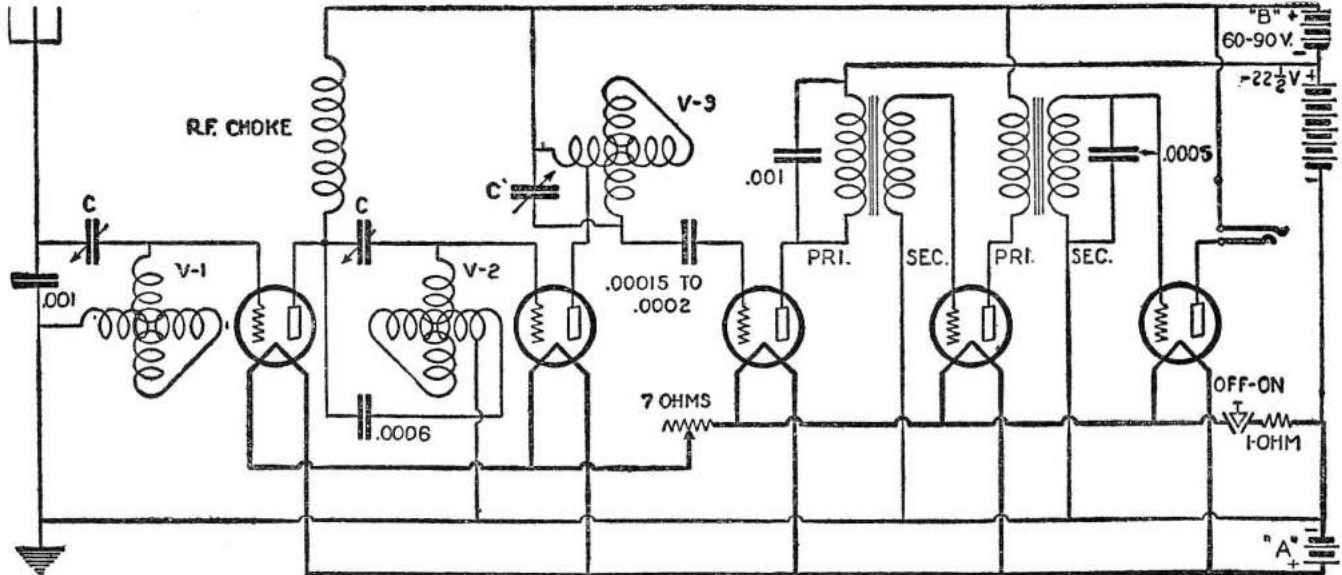 "B" +
60-90 V. -
-22½V +
R.F. CHOKE
V-3
.001
.0005
C'
C
C
V-1
V-2
PRI.
SEC.
PRI.
SEC.
.001
.00015 TO
.0002
-
7 OHMS
OFF-ON
.0006
1-OHM
-
"A"
+